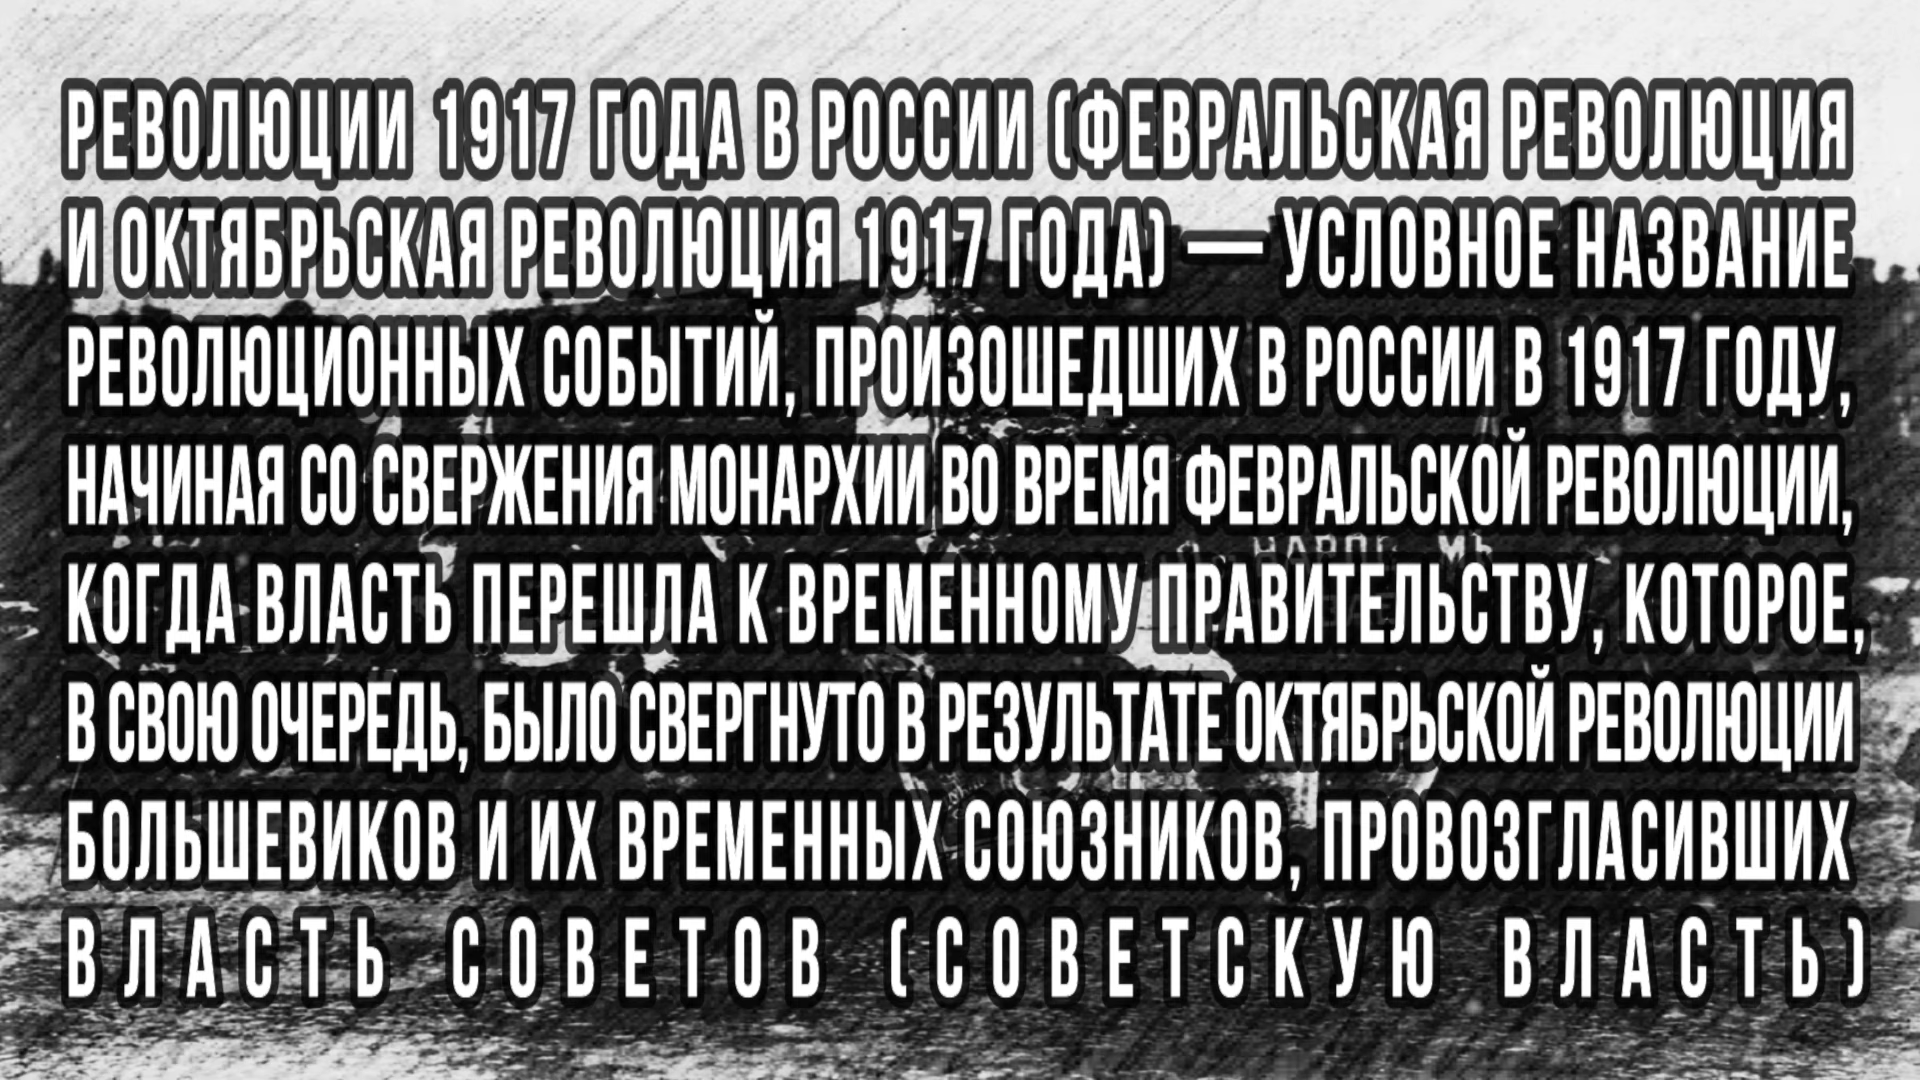 РЕВОЛЮЦИИ 1917 ГОДА В РОССИИ (ФЕВРАЛЬСКАЯ РЕВОЛЮЦИЯ
И ОКТЯБРЬСКАЯ РЕВОЛЮЦИЯ 1917 ГОДА) — УСЛОВНОЕ НАЗВАНИЕ
РЕВОЛЮЦИОННЫХ СОБЫТИЙ, ПРОИЗОШЕДШИХ В РОССИИ В 1917 ГОДУ,
НАЧИНАЯ СО СВЕРЖЕНИЯ МОНАРХИИ ВО ВРЕМЯ ФЕВРАЛЬСКОЙ РЕВОЛЮЦИИ,
КОГДА ВЛАСТЬ ПЕРЕШЛА К ВРЕМЕННОМУ ПРАВИТЕЛЬСТВУ, КОТОРОЕ,
В СВОЮ ОЧЕРЕДЬ, БЫЛО СВЕРГНУТО В РЕЗУЛЬТАТЕ ОКТЯБРЬСКОЙ РЕВОЛЮЦИИ
БОЛЬШЕВИКОВ И ИХ ВРЕМЕННЫХ СОЮЗНИКОВ, ПРОВОЗГЛАСИВШИХ
ВЛАСТЬ СОВЕТОВ (СОВЕТСКУЮ ВЛАСТЬ)